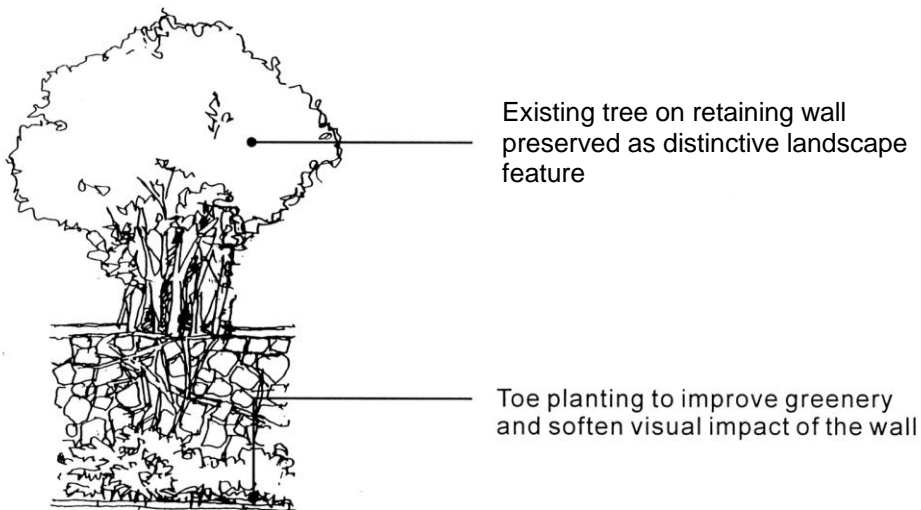 Existing tree on retaining wall
preserved as distinctive landscape
feature
Toe planting to improve greenery
and soften visual impact of the wall